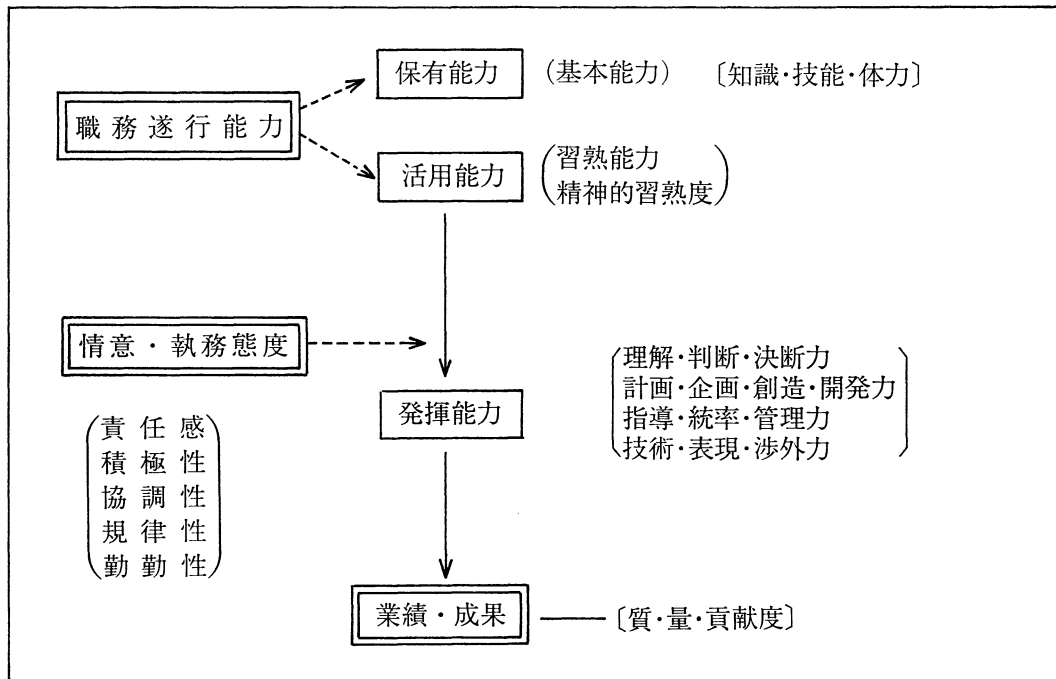 保有能力 (基本能力) 〔知識・技能・体力〕
職務遂行能力
活用能力
習熟能力
精神的習熟度
情意・執務態度
理解・判断・決断力
計画・企画・創造・開発力
指導・統率・管理力
技術・表現・渉外力
発揮能力
責任感
積極性
協調性
規律性
勤勤性
業績・成果 〔質・量・貢献度〕